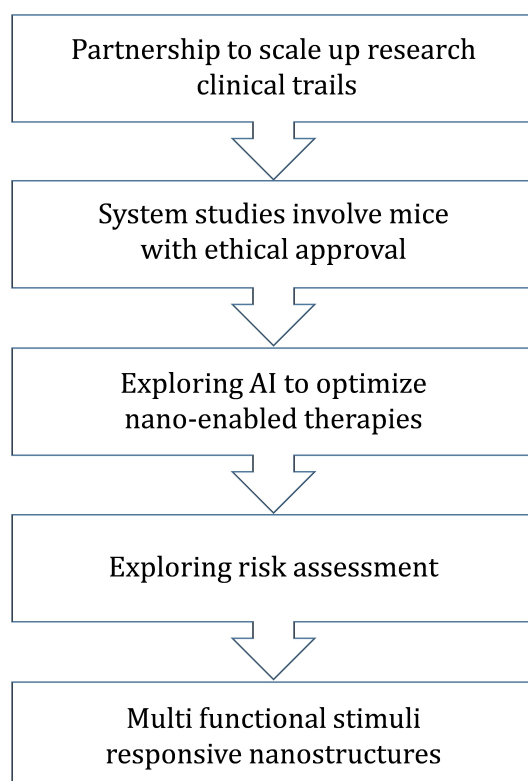 Partnership to scale up research
clinical trails
System studies involve mice
with ethical approval
Exploring AI to optimize
nano-enabled therapies
Exploring risk assessment
Multi functional stimuli
responsive nanostructures